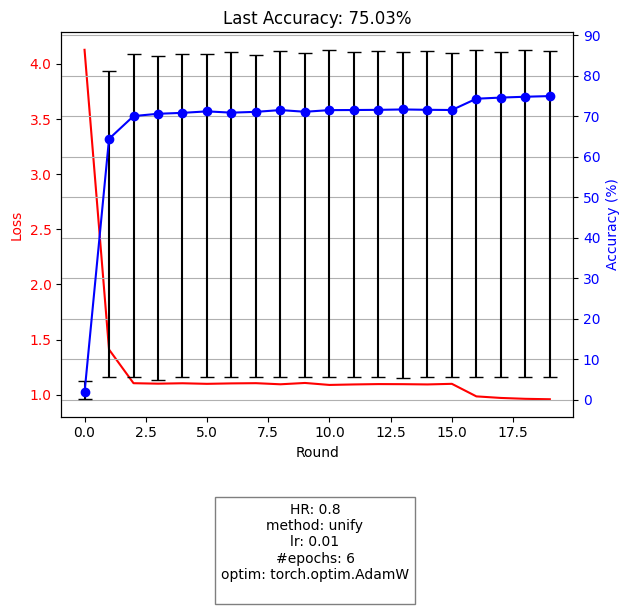 Last Accuracy: 75.03%
4.0
3.5
3.0
2.5
2.0
1.5
1.0
Loss
90
80
70
60
50
40
30
20
10
0
Accuracy (%)
0.0 2.5 5.0 7.5 10.0 12.5 15.0 17.5
Round
HR: 0.8
method: unify
lr: 0.01
#epochs: 6
optim: torch.optim.AdamW